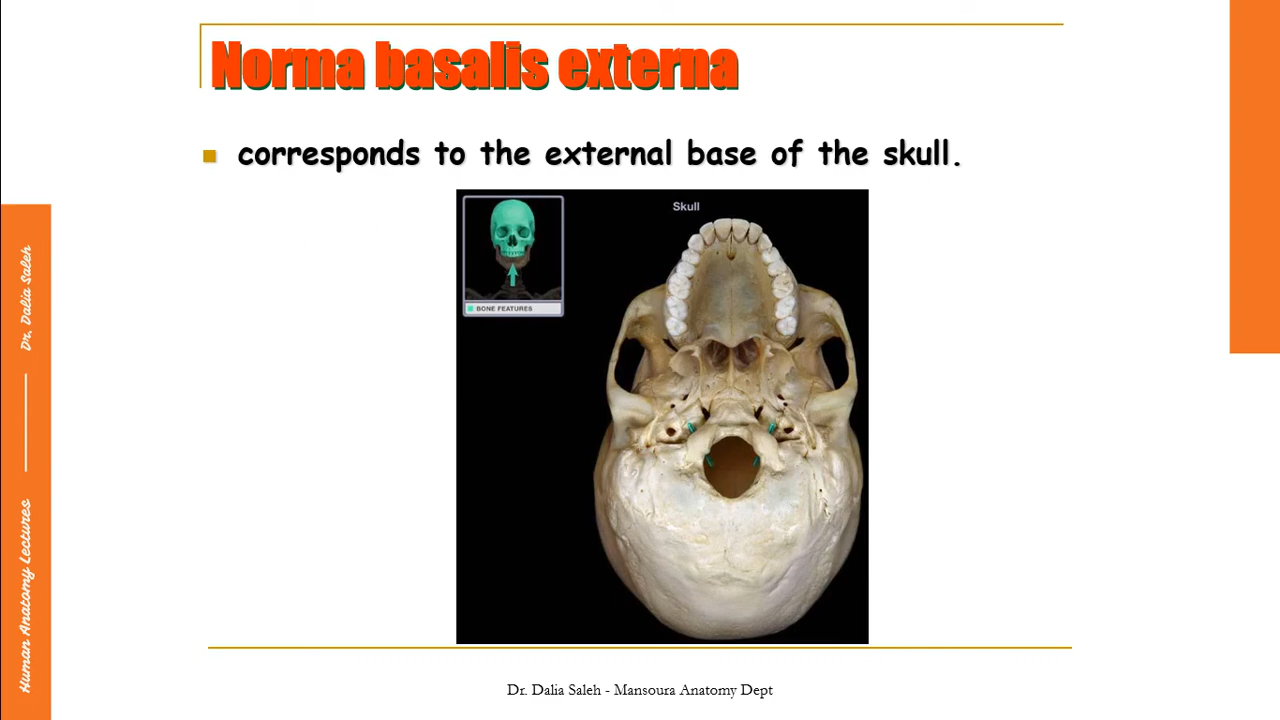 Norma basalis externa
corresponds to the external base of the skull.
Skull
BONE FEATURES
Dr. Dalia Saleh
Human Anatomy Lectures
Dr. Dalia Saleh - Mansoura Anatomy Dept